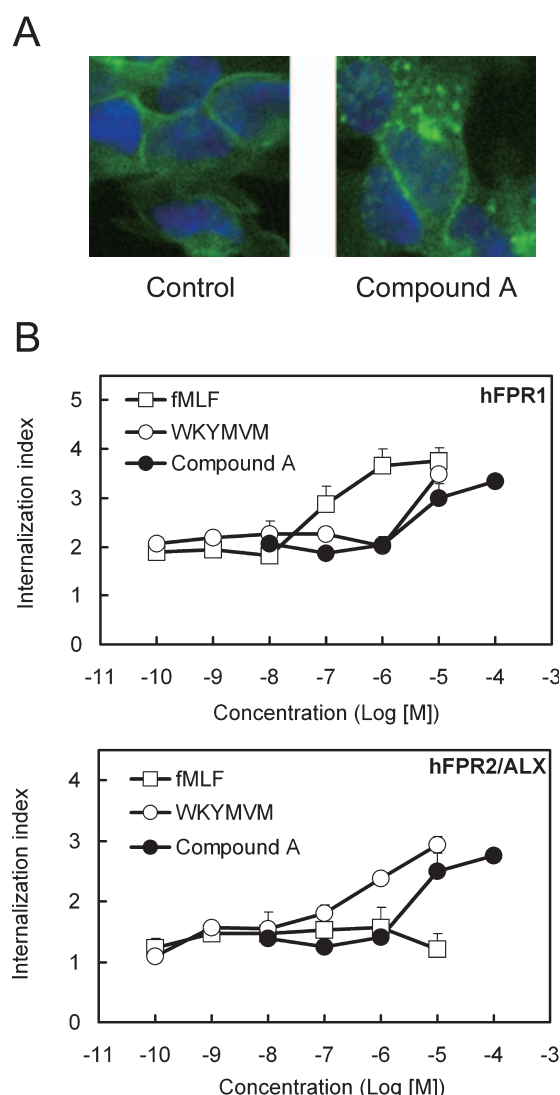 A
Control
Compound A
B
hFPR1
fMLF
WKYMVM
Compound A
Internalization index
5
4
3
2
1
0
-11 -10 -9 -8 -7 -6 -5 -4 -3
Concentration (Log [M])
hFPR2/ALX
fMLF
WKYMVM
Compound A
Internalization index
4
3
2
1
0
-11 -10 -9 -8 -7 -6 -5 -4 -3
Concentration (Log [M])